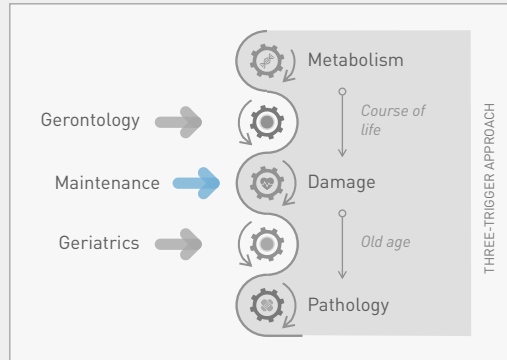 Metabolism
Gerontology
Course of
life
Maintenance
Damage
Geriatrics
Old age
Pathology
THREE-TRIGGER APPROACH